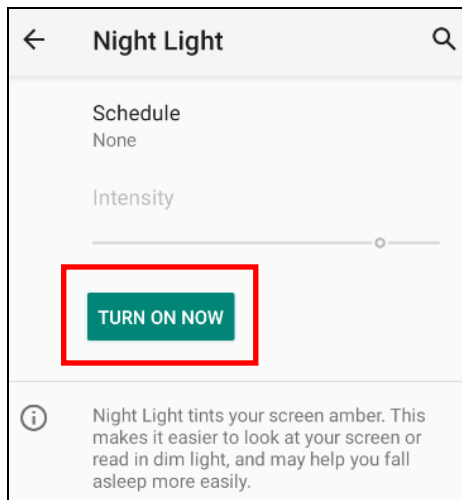 Night Light
Schedule
None
Intensity
TURN ON NOW
Night Light tints your screen amber. This
makes it easier to look at your screen or
read in dim light, and may help you fall
asleep more easily.